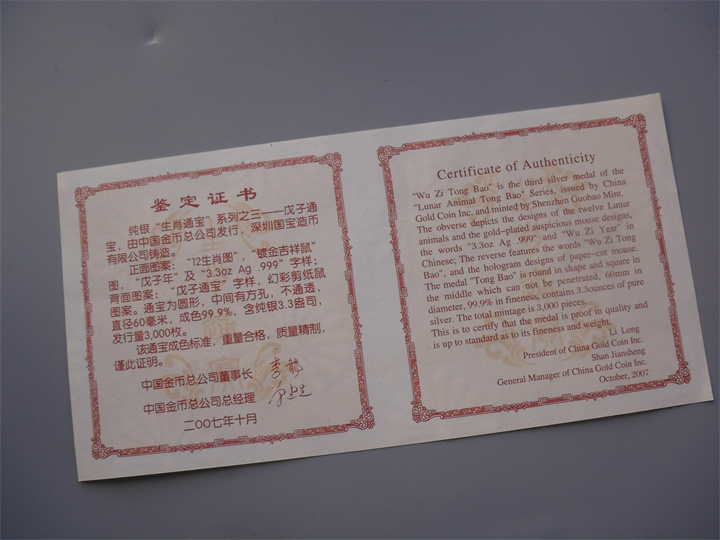 鉴定证书
纯银“生肖通宝”系列之三——戊子通
宝，由中国金币总公司发行，深圳国宝造币
有限公司铸造。
正面图案：“12生肖图”，“镀金吉祥鼠”
图，“戊子年”及“3.3oz Ag .999”字样；
背面图案：“戊子通宝”字样，幻彩剪纸鼠
图案。通宝为圆形，中间有方孔，不通透，
直径60毫米，成色99.9%，含纯银3.3盎司，
发行量3,000枚。
该通宝成色标准，重量合格，质量精制，
谨此证明。
中国金币总公司董事长
中国金币总公司总经理
二〇〇七年十月
Certificate of Authenticity
"Wu Zi Tong Bao" is the third silver medal of the
"Lunar Animal Tong Bao" Series, issued by China
Gold Coin Inc. and minted by Shenzhen Guobao Mint.
The obverse depicts the designs of the twelve Lunar
animals and the gold-plated auspicious mouse designs,
the words "3.3oz Ag .999" and "Wu Zi Year" in
Chinese; The reverse features the words "Wu Zi Tong
Bao", and the hologram designs of paper-cut mouse.
The medal "Tong Bao" is round in shape and square in
the middle which can not be penetrated, 60mm in
diameter, 99.9% in fineness, contains 3.3ounces of pure
silver. The total mintage is 3,000 pieces.
This is to certify that the medal is proof in quality and
is up to standard as to its fineness and weight.
Li Long
President of China Gold Coin Inc.
Shan Jiansheng
General Manager of China Gold Coin Inc.
October, 2007